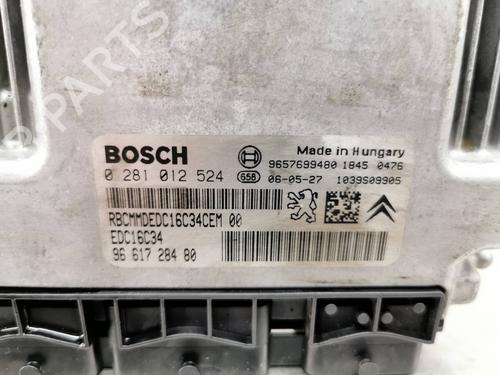 BOSCH
Made in Hungary
9657699480 1845 0476
0 281 012 524 658 06-05-27 1039S09905
RBCMMDEDC16C34CEM 00
EDC16C34
96 617 284 80